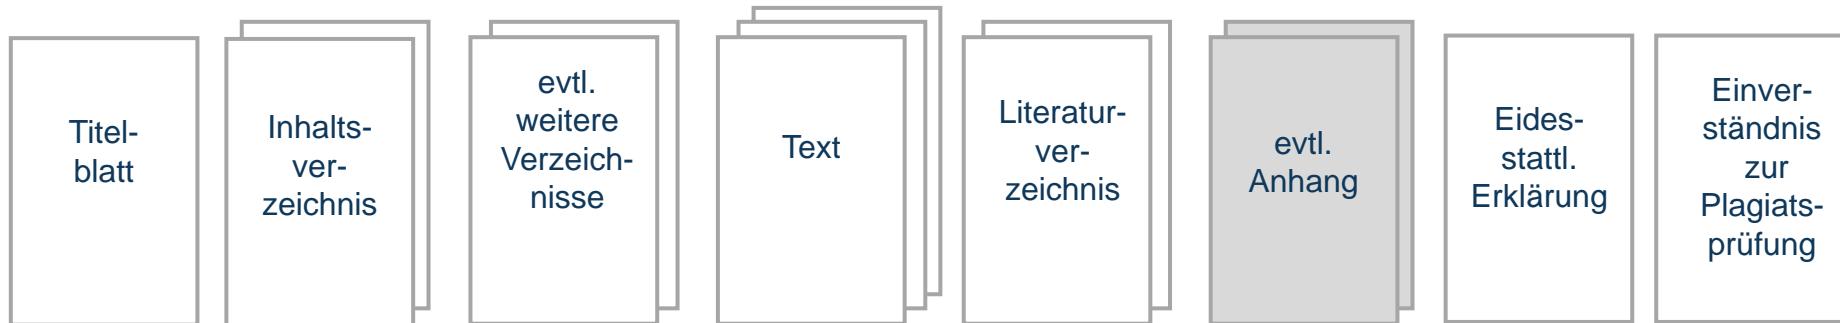 Titel-
blatt
Inhalts-
ver-
zeichnis
evtl.
weitere
Verzeich-
nisse
Text
Literatur-
ver-
zeichnis
evtl.
Anhang
Eides-
stattl.
Erklärung
Einver-
ständnis
zur
Plagiats-
prüfung